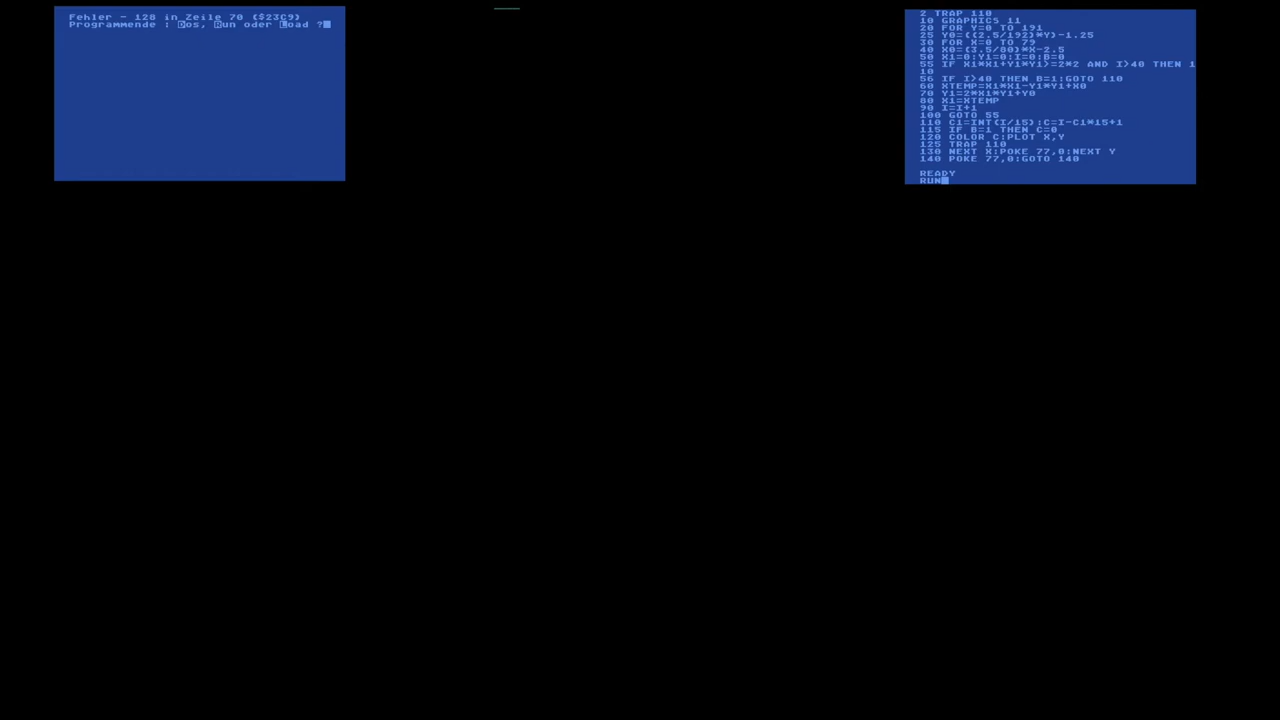 Fehler - 128 in Zeile 70 ($23C9)
Programmende : Dos, Run oder Load ?
2 TRAP 110
10 GRAPHICS 11
20 FOR Y=0 TO 191
25 Y0=((2.5/192)*Y)-1.25
30 FOR X=0 TO 79
40 X0=(3.5/80)*X-2.5
50 X1=0:Y1=0:I=0:B=0
55 IF X1*X1+Y1*Y1>=2*2 AND I>40 THEN 1
10
56 IF I>40 THEN B=1:GOTO 110
60 XTEMP=X1*X1-Y1*Y1+X0
70 Y1=2*X1*Y1+Y0
80 X1=XTEMP
90 I=I+1
100 GOTO 55
110 C1=INT(I/15):C=I-C1*15+1
115 IF B=1 THEN C=0
120 COLOR C:PLOT X,Y
125 TRAP 110
130 NEXT X:POKE 77,0:NEXT Y
140 POKE 77,0:GOTO 140
READY
RUN